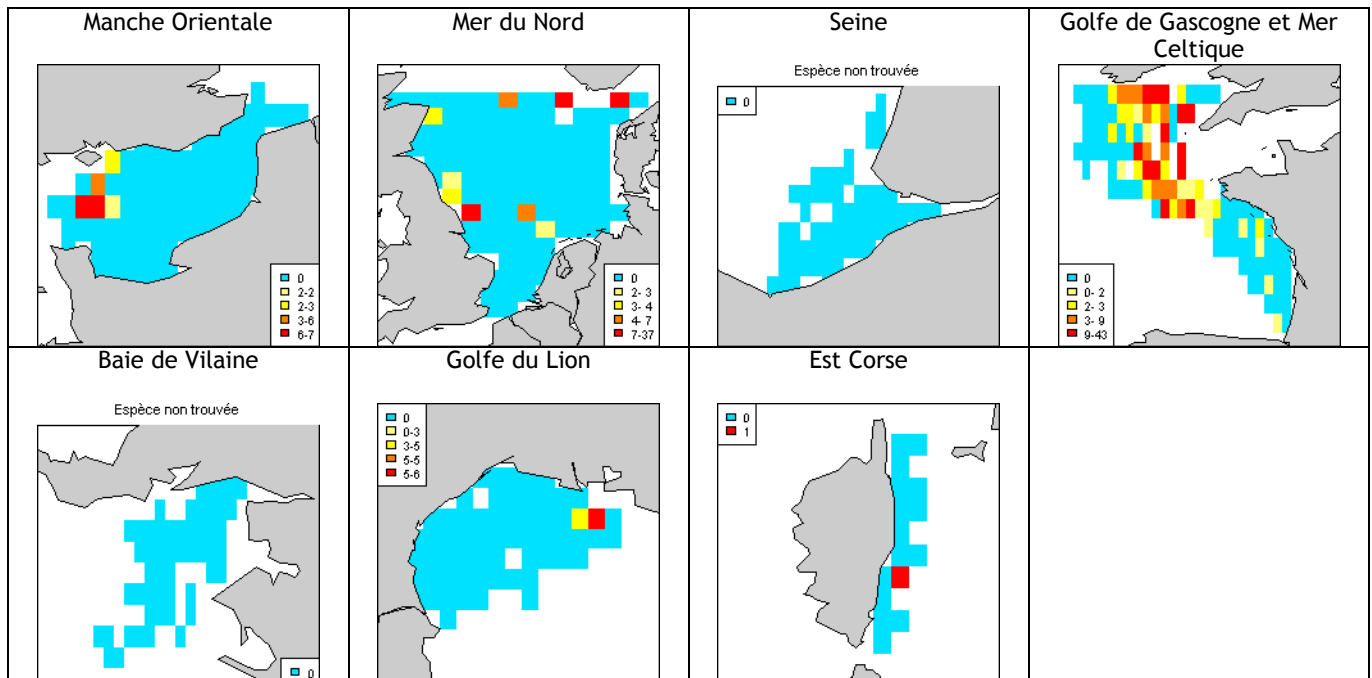 Manche Orientale
0
2-2
2-3
3-6
6-7
Mer du Nord
0
2- 3
3- 4
4- 7
7-37
Seine
Espèce non trouvée
0
Golfe de Gascogne et Mer
Celtique
0
0- 2
2- 3
3- 9
9-43
Baie de Vilaine
Espèce non trouvée
0
Golfe du Lion
0
0-3
3-5
5-5
5-6
Est Corse
0
1